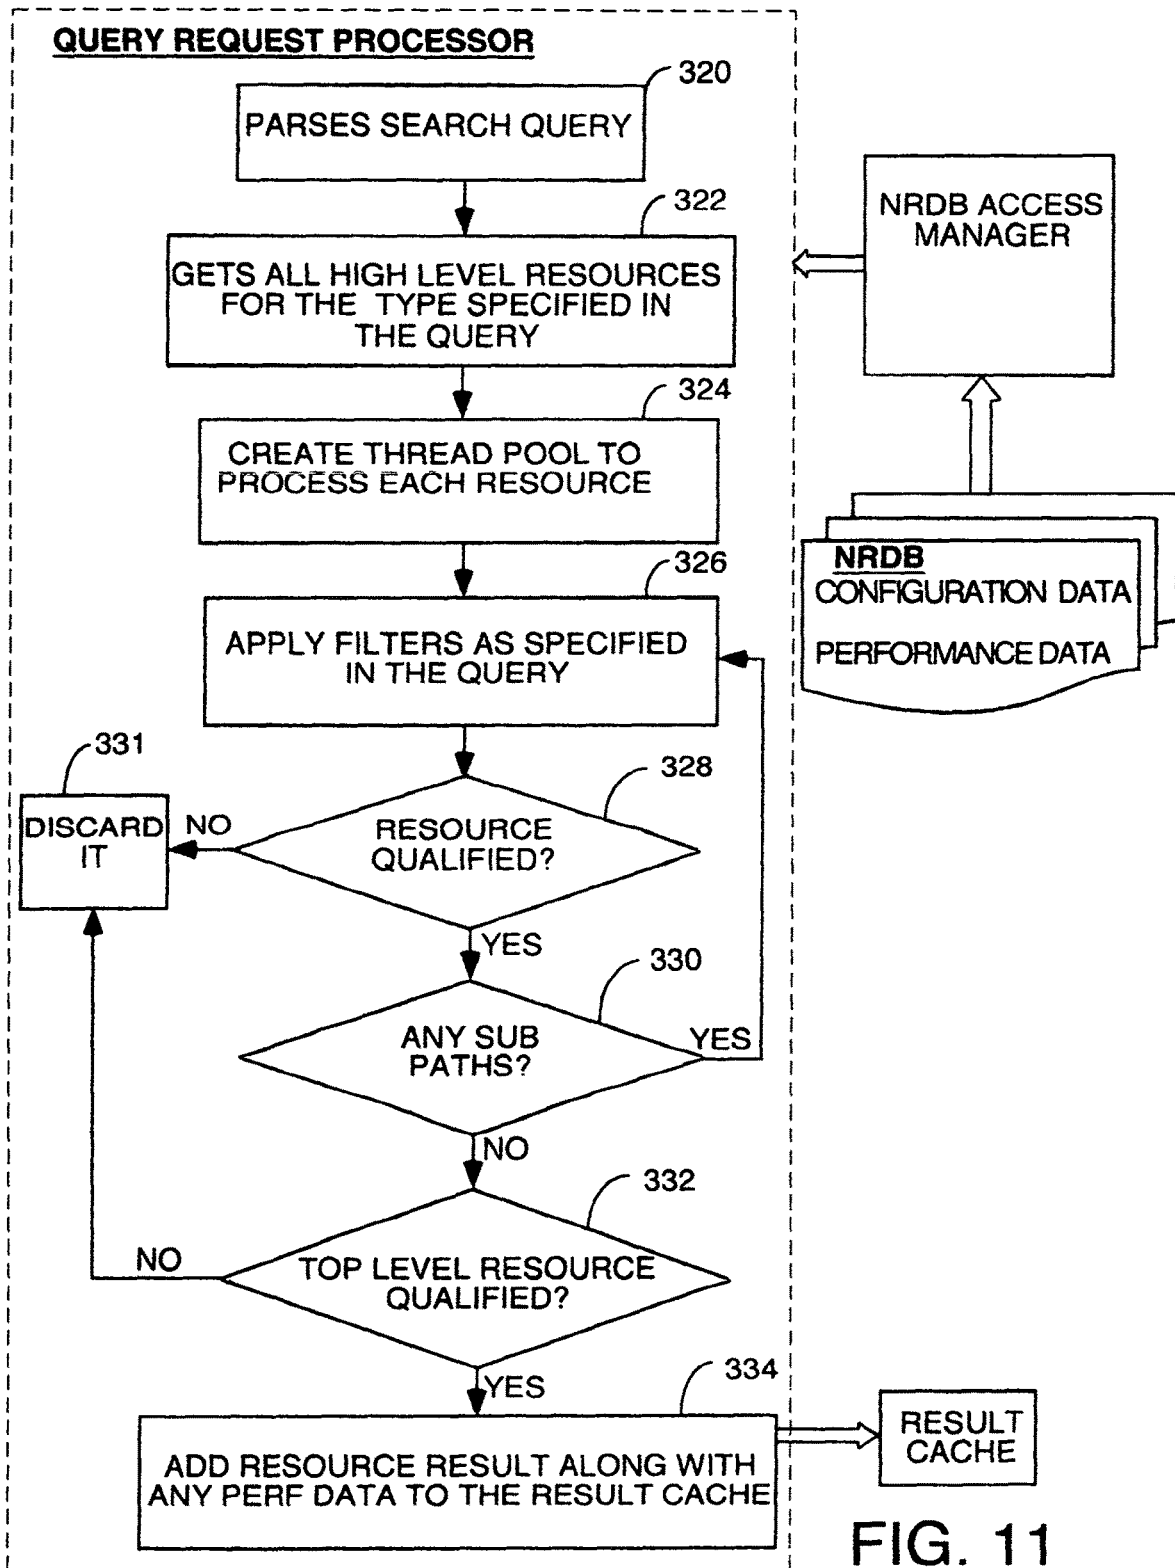 QUERY REQUEST PROCESSOR
320
PARSES SEARCH QUERY
322
GETS ALL HIGH LEVEL RESOURCES
FOR THE TYPE SPECIFIED IN
THE QUERY
NRDB ACCESS
MANAGER
324
CREATE THREAD POOL TO
PROCESS EACH RESOURCE
NRDB
CONFIGURATION DATA
PERFORMANCE DATA
326
APPLY FILTERS AS SPECIFIED
IN THE QUERY
331
DISCARD
IT
NO
328
RESOURCE
QUALIFIED?
YES
330
ANY SUB
PATHS?
YES
NO
332
TOP LEVEL RESOURCE
QUALIFIED?
NO
YES
334
ADD RESOURCE RESULT ALONG WITH
ANY PERF DATA TO THE RESULT CACHE
RESULT
CACHE
FIG. 11